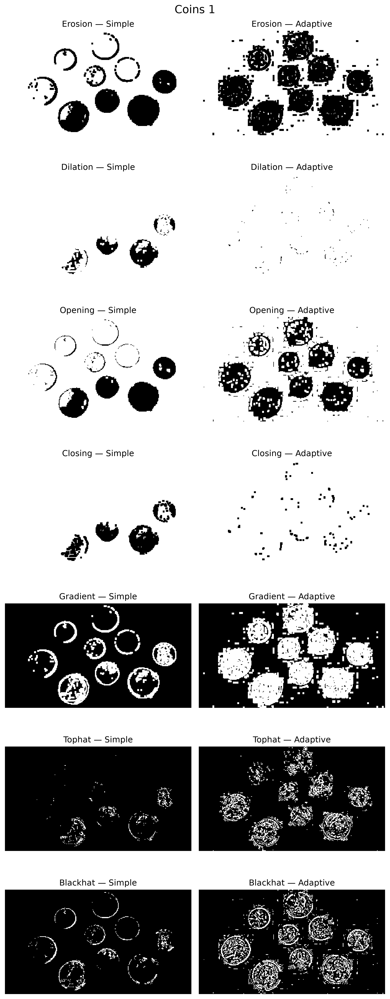 Coins 1
Erosion — Simple
Erosion — Adaptive
Dilation — Simple
Dilation — Adaptive
Opening — Simple
Opening — Adaptive
Closing — Simple
Closing — Adaptive
Gradient — Simple
Gradient — Adaptive
Tophat — Simple
Tophat — Adaptive
Blackhat — Simple
Blackhat — Adaptive